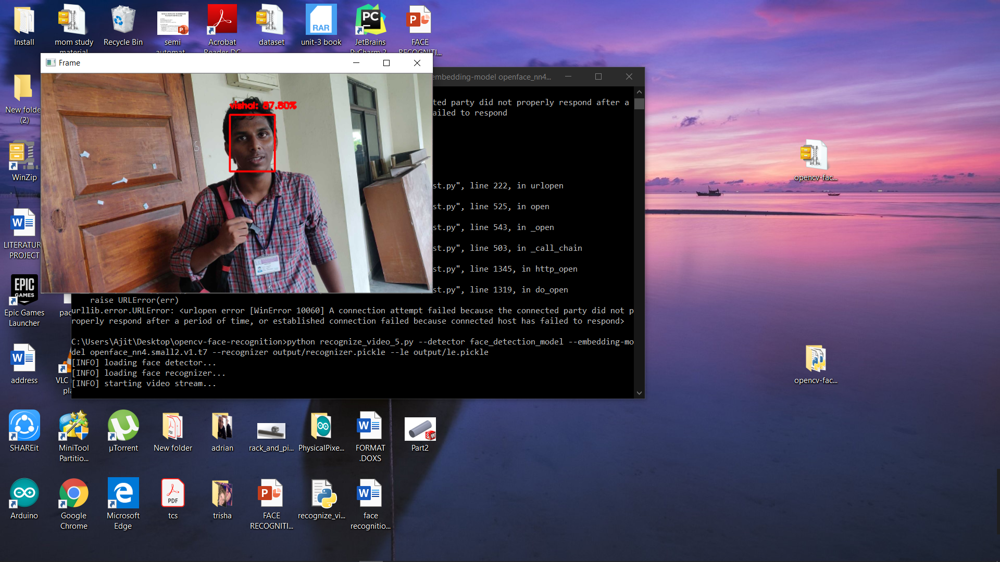 Install
mom study
material
Recycle Bin
semi
automat...
Acrobat
Reader DC
dataset
RAR
unit-3 book
PC
JetBrains
PyCharm 2...
FACE
RECOGNITI...
Frame
vishal: 87.80%
embedding-model openface_nn4...
ted party did not properly respond after a
ailed to respond
st.py", line 222, in urlopen
st.py", line 525, in open
st.py", line 543, in _open
st.py", line 503, in _call_chain
st.py", line 1345, in http_open
st.py", line 1319, in do_open
raise URLError(err)
urllib.error.URLError: <urlopen error [WinError 10060] A connection attempt failed because the connected party did not p
roperly respond after a period of time, or established connection failed because connected host has failed to respond>
C:\Users\Ajit\Desktop\opencv-face-recognition>python recognize_video_5.py --detector face_detection_model --embedding-mo
del openface_nn4.small2.v1.t7 --recognizer output/recognizer.pickle --le output/le.pickle
[INFO] loading face detector...
[INFO] loading face recognizer...
[INFO] starting video stream...
New folde
(2)
WinZip
LITERATUR
PROJECT
EPIC
GAMES
Epic Games
Launcher
pac
address
VLC
pla
opencv-fac...
opencv-fac...
SHAREit
MiniTool
Partitio...
µTorrent
New folder
adrian
rack_and_pi...
PhysicalPixe...
FORMAT
.DOXS
Part2
Arduino
Google
Chrome
Microsoft
Edge
PDF
tcs
trisha
FACE
RECOGNITI...
recognize_vi...
face
recognitio...